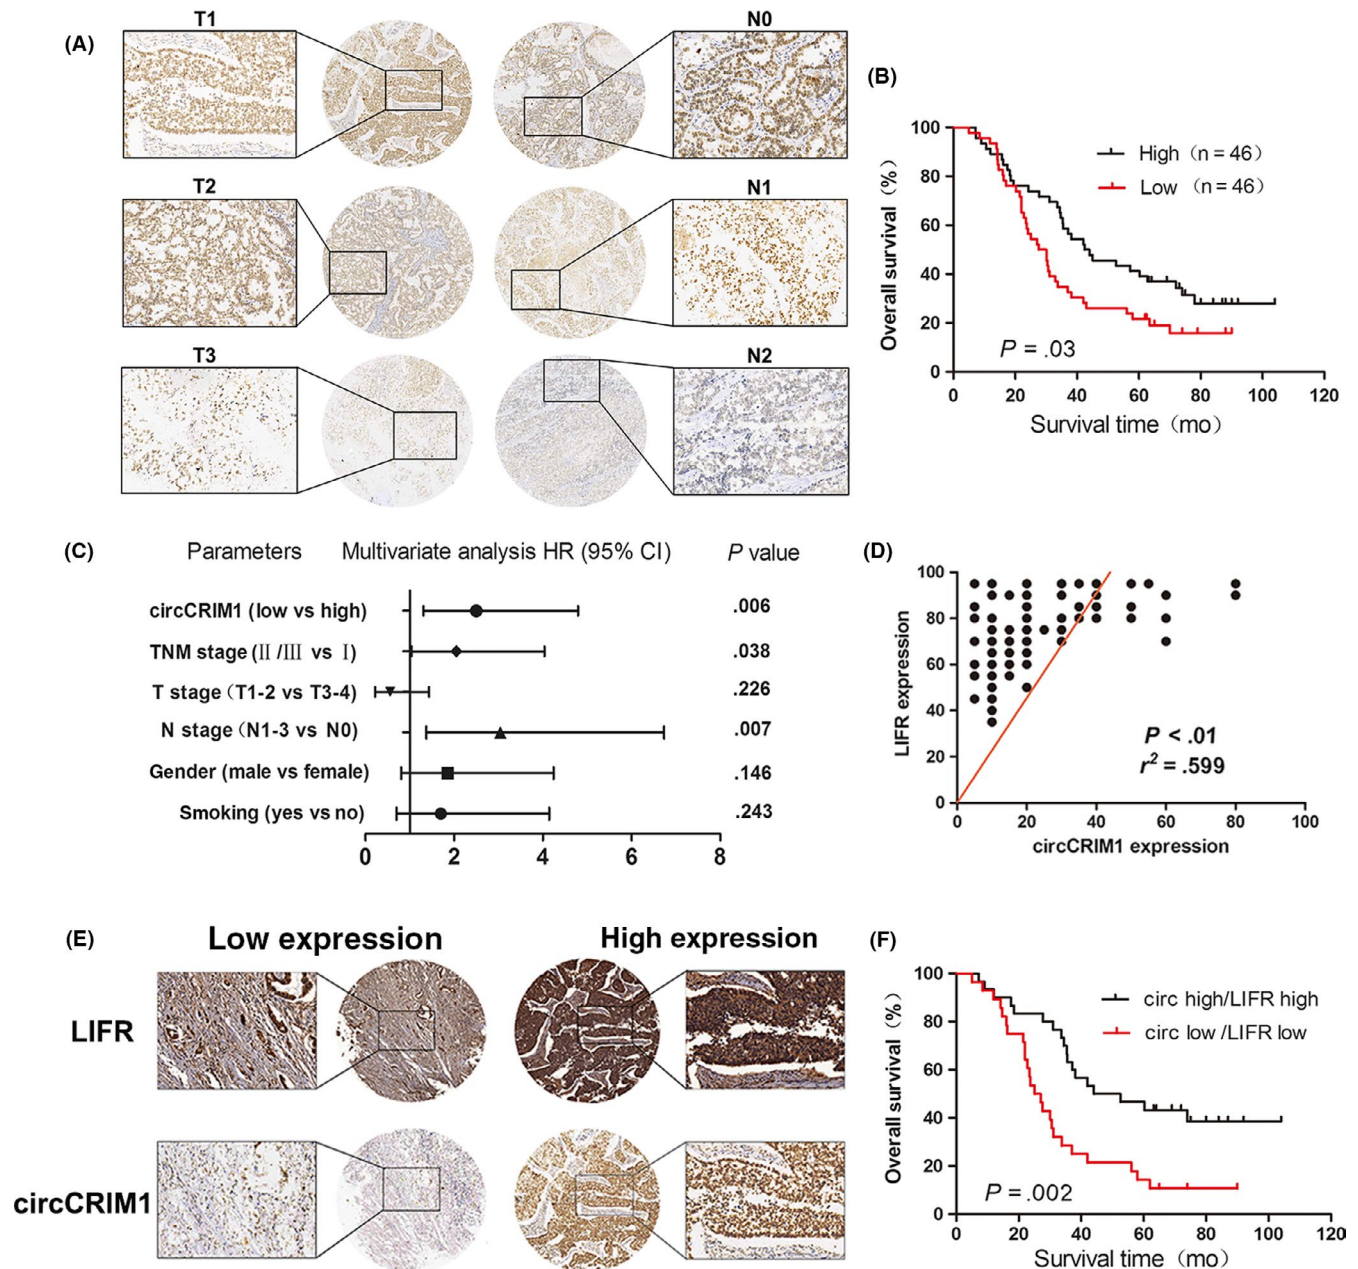 (A)
T1
N0
T2
N1
T3
N2
(B)
100
80
60
40
20
0
Overall survival (%)
High (n = 46)
Low (n = 46)
P = .03
0 20 40 60 80 100 120
Survival time (mo)
(C)
Parameters Multivariate analysis HR (95% CI) P value
circCRIM1 (low vs high) .006
TNM stage (Ⅱ/Ⅲ vs Ⅰ) .038
T stage (T1-2 vs T3-4) .226
N stage (N1-3 vs N0) .007
Gender (male vs female) .146
Smoking (yes vs no) .243
0 2 4 6 8
(D)
100
80
60
40
20
0
LIFR expression
P < .01
r² = .599
0 20 40 60 80 100
circCRIM1 expression
(E)
Low expression High expression
LIFR
circCRIM1
(F)
100
80
60
40
20
0
Overall survival (%)
circ high/LIFR high
circ low /LIFR low
P = .002
0 20 40 60 80 100 120
Survival time (mo)